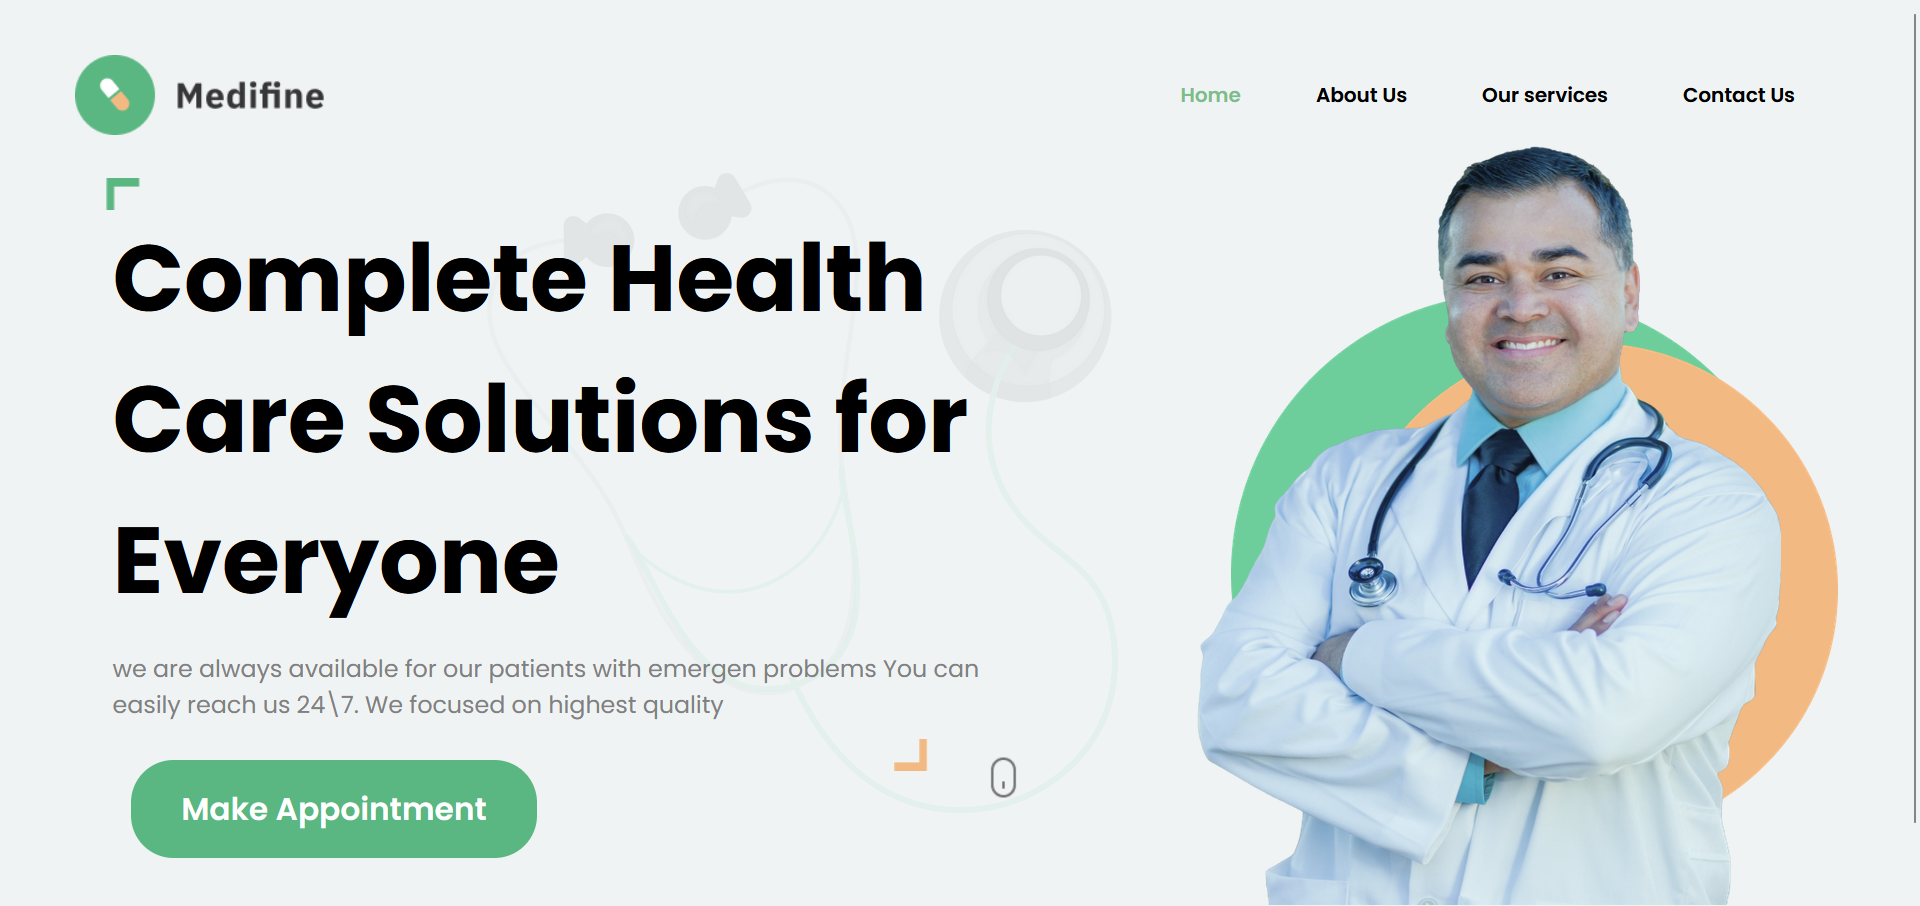 Medifine
Home
About Us
Our services
Contact Us
Complete Health
Care Solutions for
Everyone
we are always available for our patients with emergen problems You can
easily reach us 24\7. We focused on highest quality
Make Appointment